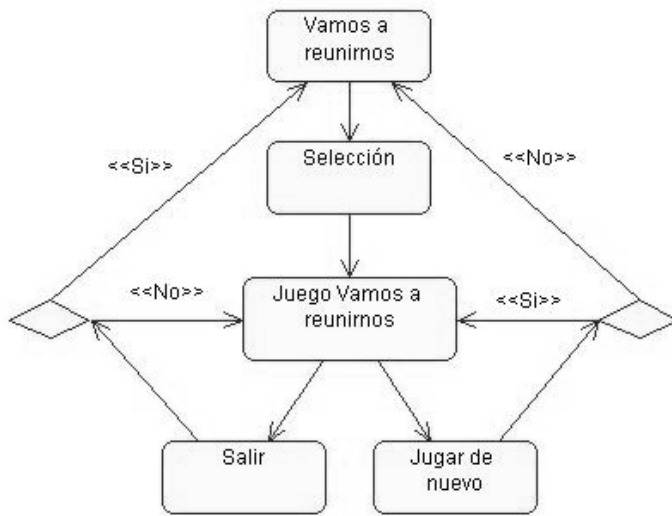 Vamos a
reunirnos
<<Si>>
<<No>>
Selección
<<No>>
Juego Vamos a
reunirnos
<<Si>>
Salir
Jugar de
nuevo